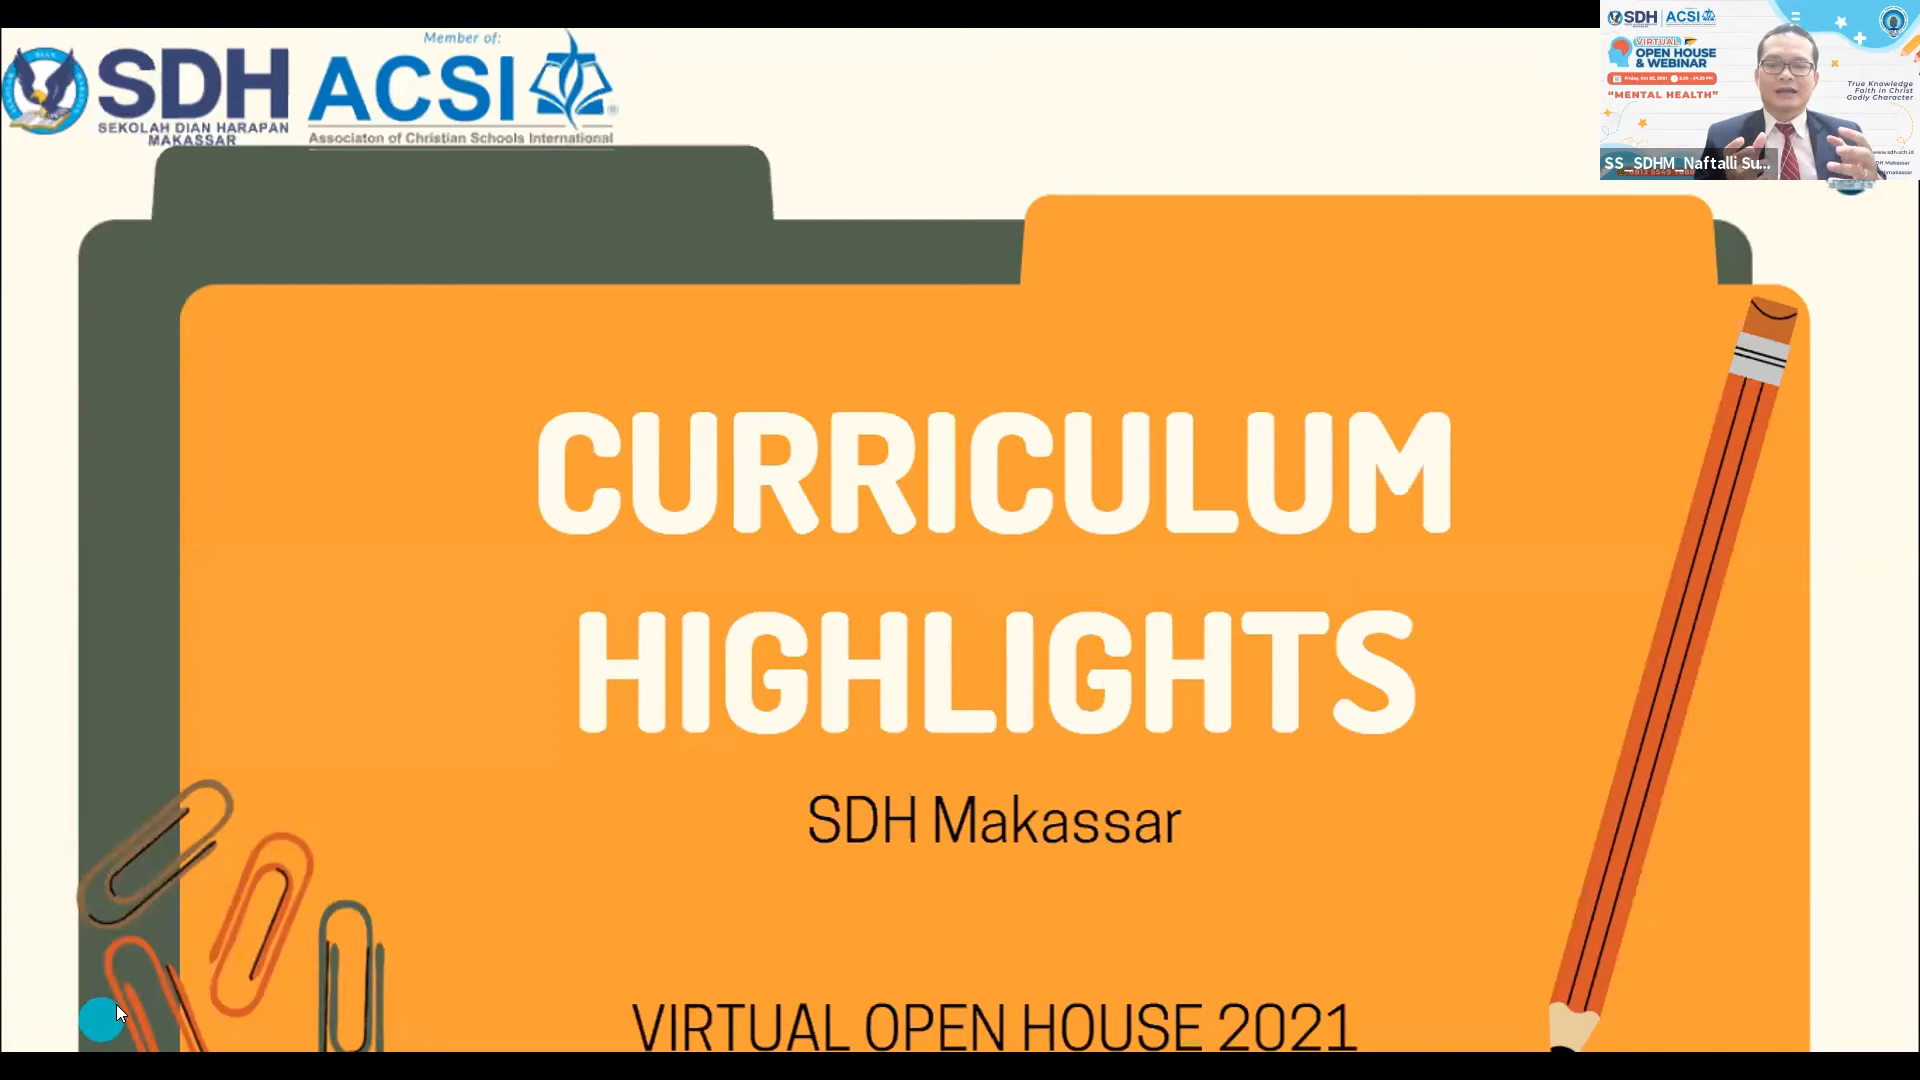 Member of:
SDH
SEKOLAH DIAN HARAPAN
MAKASSAR
ACSI
Associaton of Christian Schools International
CURRICULUM
HIGHLIGHTS
SDH Makassar
VIRTUAL OPEN HOUSE 2021
SDH ACSI
VIRTUAL
OPEN HOUSE
& WEBINAR
"MENTAL HEALTH"
True Knowledge
Faith in Christ
Godly Character
SS_SDHM_Naftalli Su...